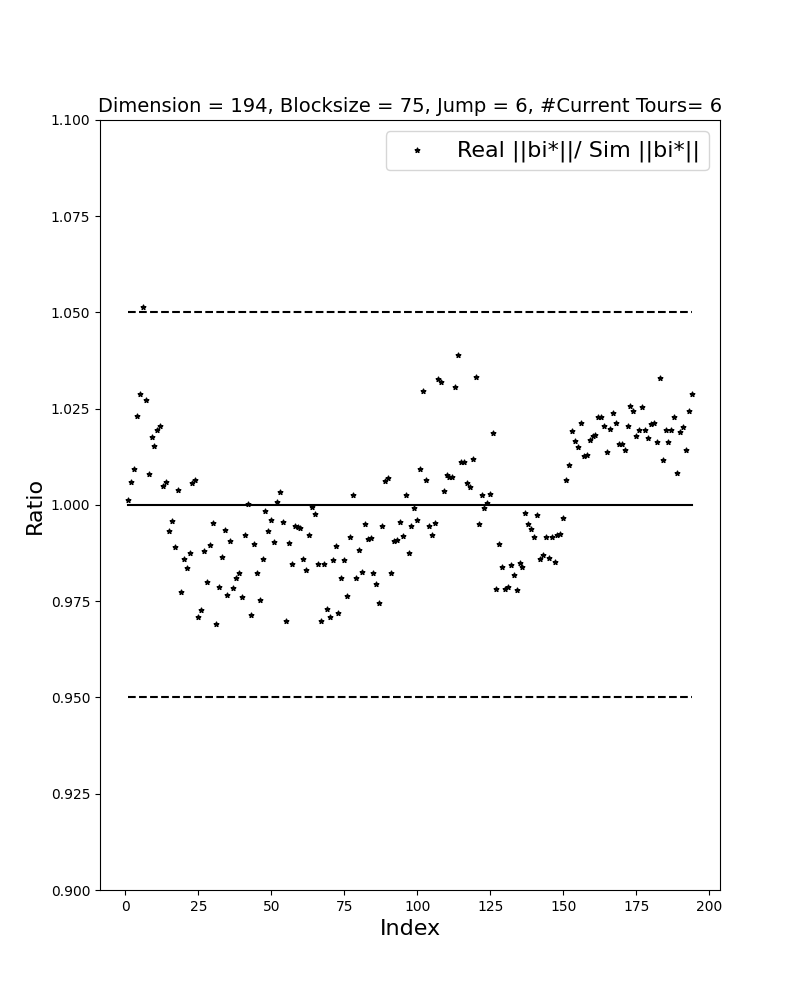 Dimension = 194, Blocksize = 75, Jump = 6, #Current Tours= 6
1.100
Real ||bi*||/ Sim ||bi*||
1.075
1.050
1.025
1.000
0.975
0.950
0.925
0.900
Ratio
0 25 50 75 100 125 150 175 200
Index